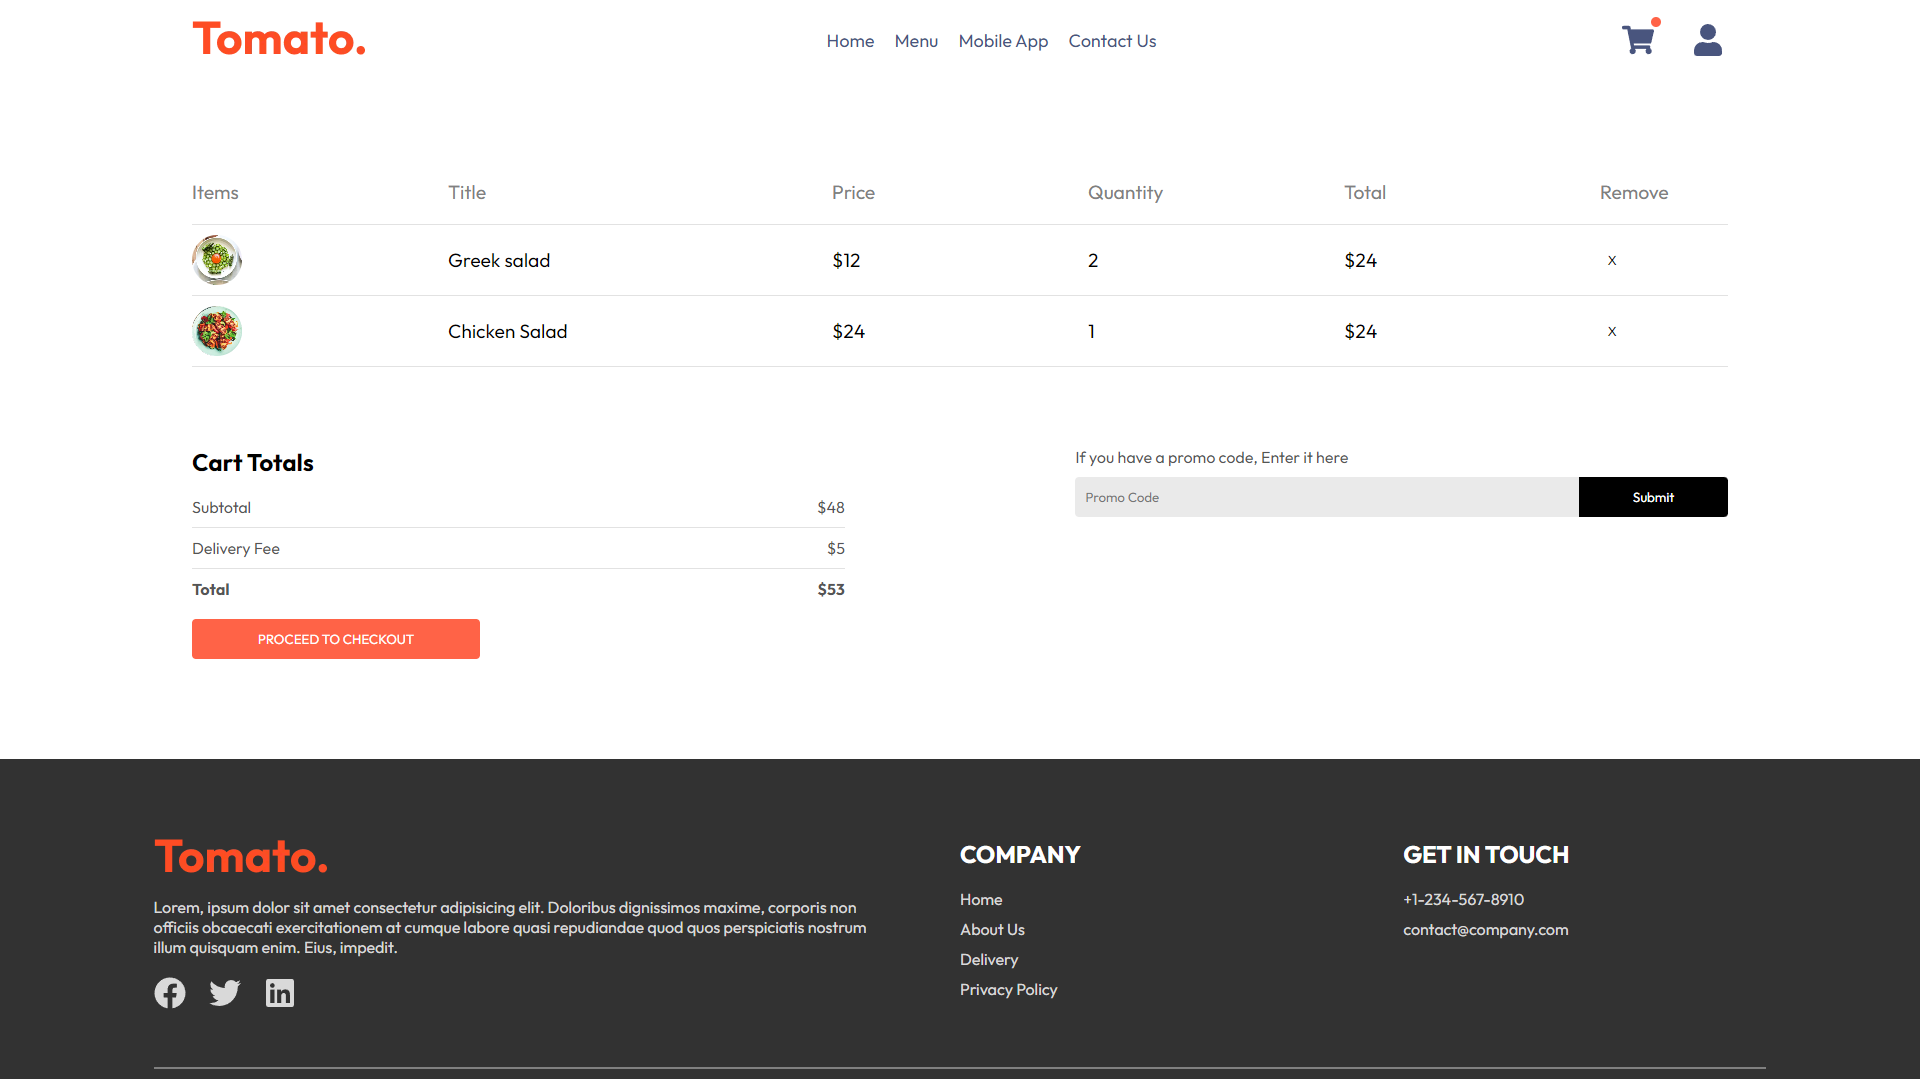 Tomato.
Home Menu Mobile App Contact Us
Items Title Price Quantity Total Remove
Greek salad $12 2 $24 x
Chicken Salad $24 1 $24 x
Cart Totals
Subtotal $48
Delivery Fee $5
Total $53
PROCEED TO CHECKOUT
If you have a promo code, Enter it here
Promo Code Submit
Tomato.
Lorem, ipsum dolor sit amet consectetur adipisicing elit. Doloribus dignissimos maxime, corporis non
officiis obcaecati exercitationem at cumque labore quasi repudiandae quod quos perspiciatis nostrum
illum quisquam enim. Eius, impedit.
COMPANY
Home
About Us
Delivery
Privacy Policy
GET IN TOUCH
+1-234-567-8910
contact@company.com